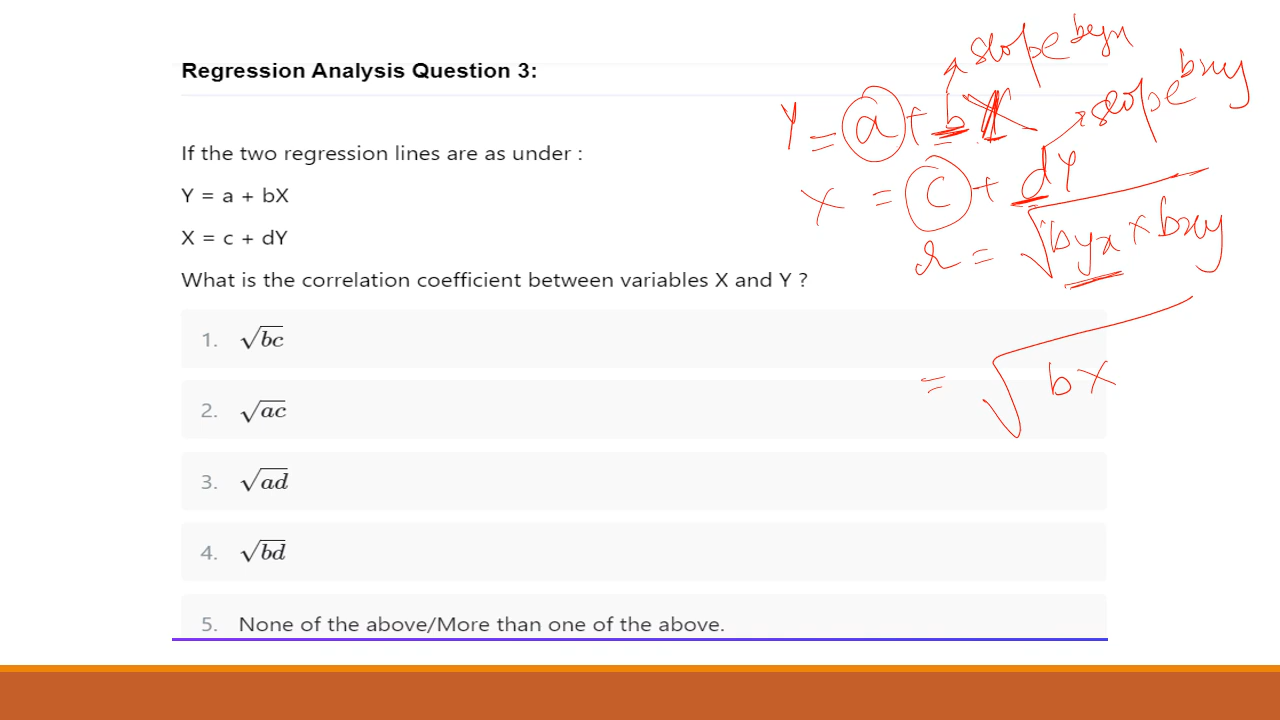 Regression Analysis Question 3:
If the two regression lines are as under :
Y = a + bX
X = c + dY
What is the correlation coefficient between variables X and Y ?
1. √bc
2. √ac
3. √ad
4. √bd
5. None of the above/More than one of the above.
slope byx
Y = a + bX
slope bxy
X = c + dY
r = √byx × bxy
= √b×